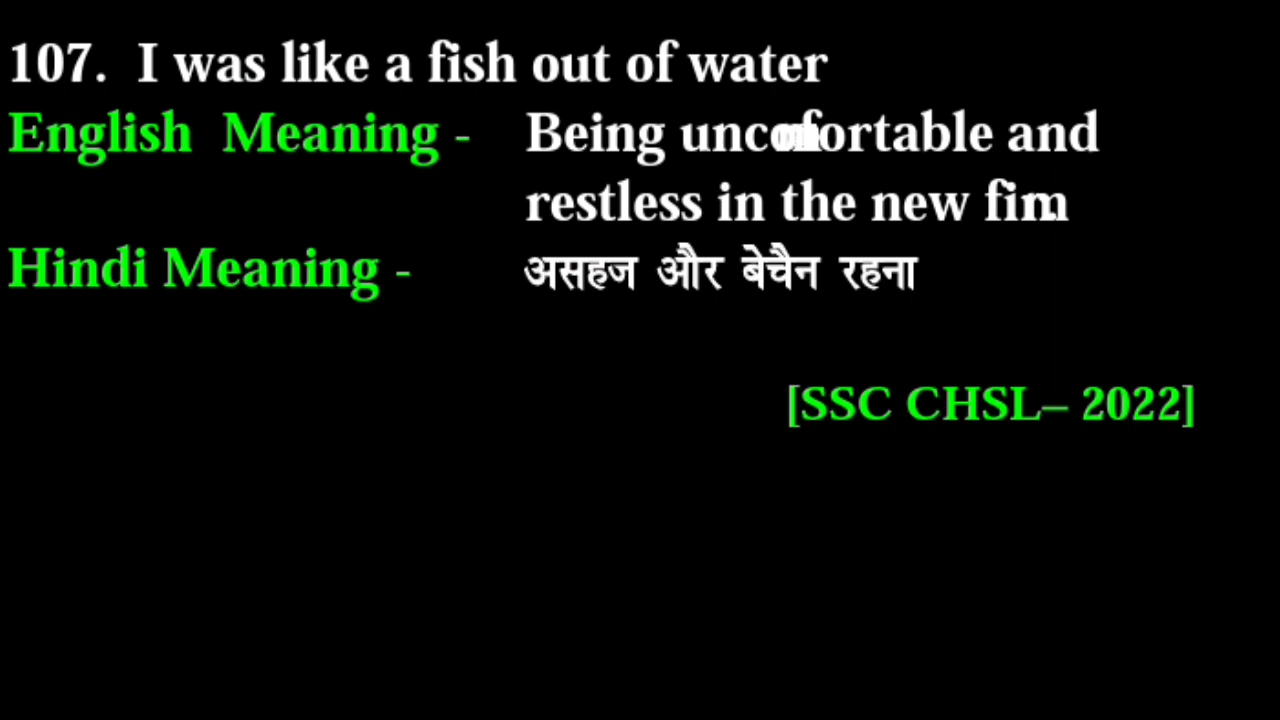 107. I was like a fish out of water
English Meaning - Being uncomfortable and
restless in the new firm.
Hindi Meaning - असहज और बेचैन रहना
[SSC CHSL– 2022]